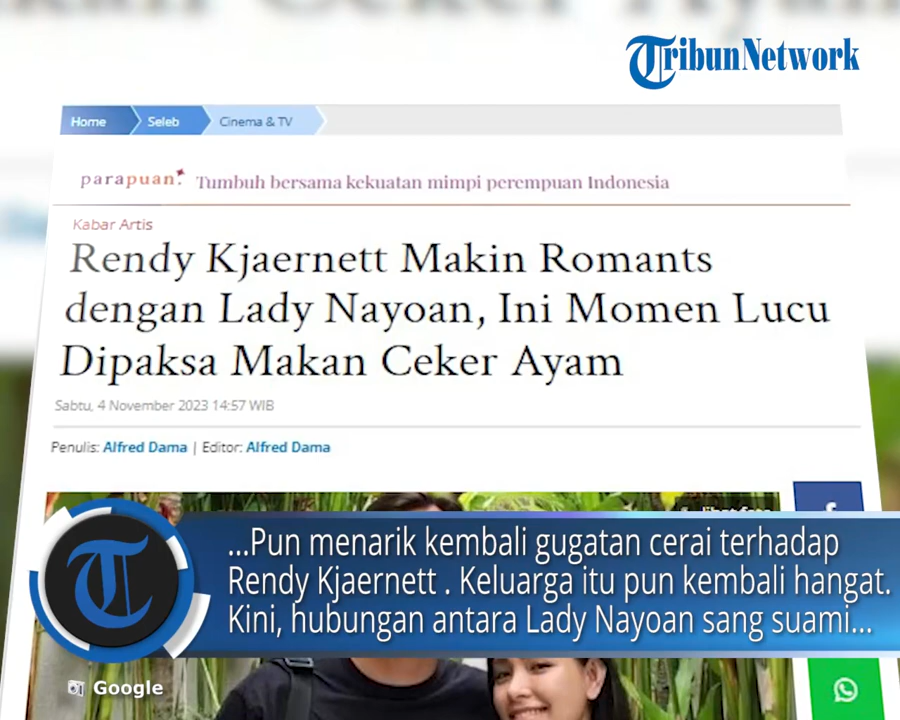 TribunNetwork
Home Seleb Cinema & TV
parapuan. Tumbuh bersama kekuatan mimpi perempuan Indonesia
Kabar Artis
Rendy Kjaernett Makin Romants
dengan Lady Nayoan, Ini Momen Lucu
Dipaksa Makan Ceker Ayam
Sabtu, 4 November 2023 14:57 WIB
Penulis: Alfred Dama | Editor: Alfred Dama
...Pun menarik kembali gugatan cerai terhadap
Rendy Kjaernett . Keluarga itu pun kembali hangat.
Kini, hubungan antara Lady Nayoan sang suami...
Google